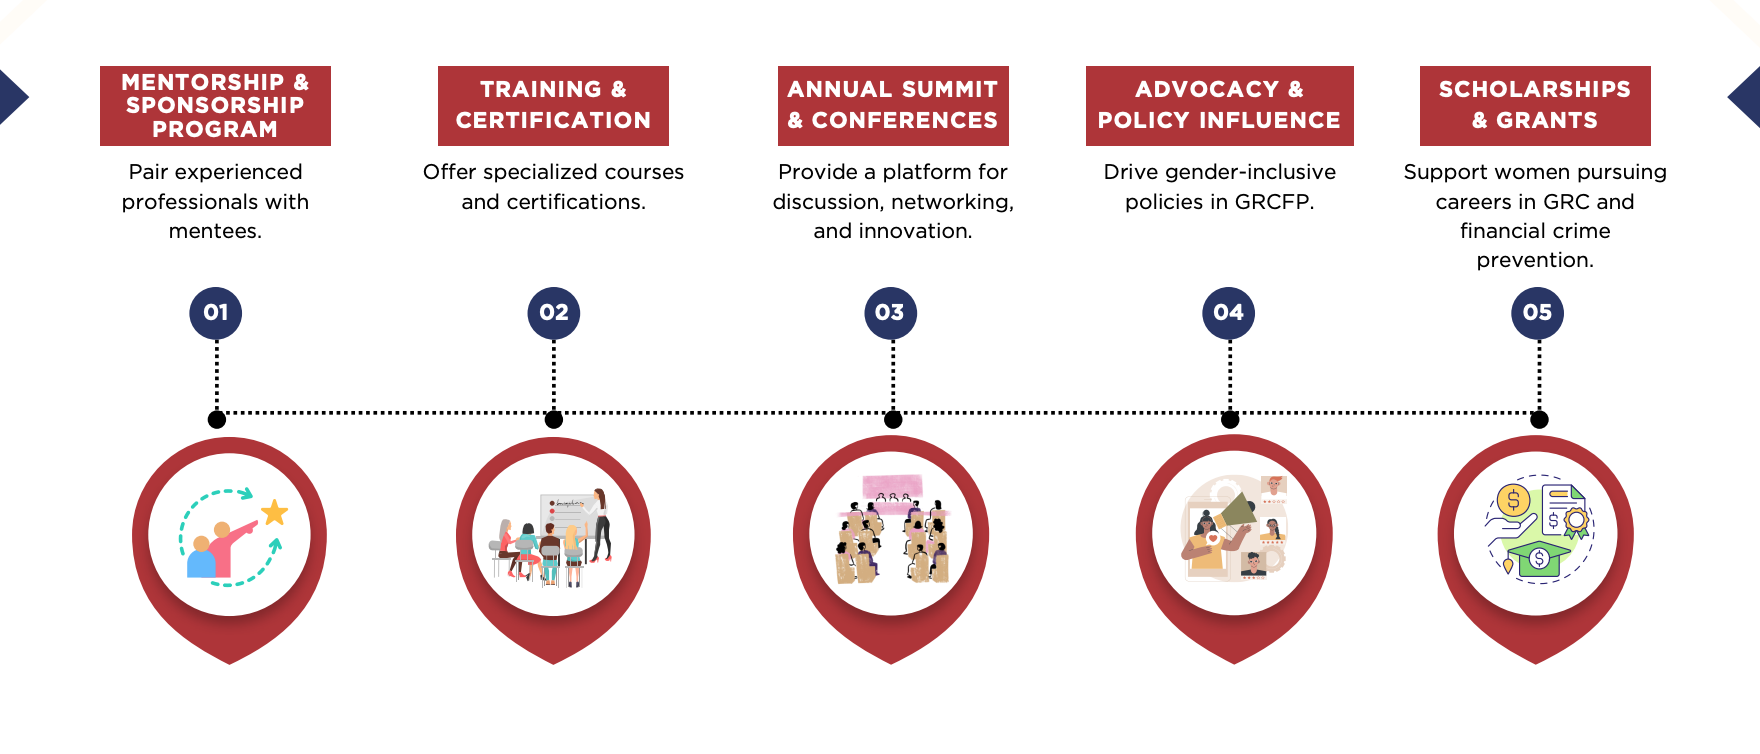 MENTORSHIP &
SPONSORSHIP
PROGRAM
Pair experienced
professionals with
mentees.
01
TRAINING &
CERTIFICATION
Offer specialized courses
and certifications.
02
ANNUAL SUMMIT
& CONFERENCES
Provide a platform for
discussion, networking,
and innovation.
03
ADVOCACY &
POLICY INFLUENCE
Drive gender-inclusive
policies in GRCFP.
04
SCHOLARSHIPS
& GRANTS
Support women pursuing
careers in GRC and
financial crime
prevention.
05
$
$
$